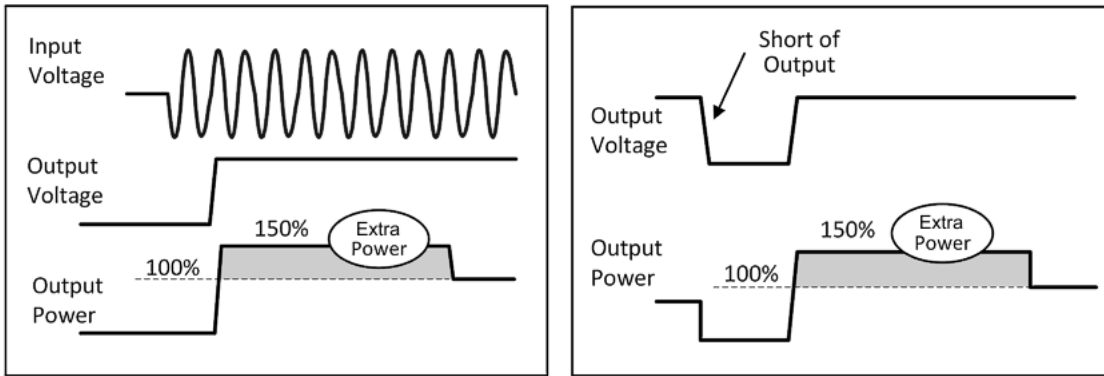 Input
Voltage
Output
Voltage
150%
Extra
Power
100%
Output
Power
Short of
Output
Output
Voltage
150%
Extra
Power
Output
Power
100%